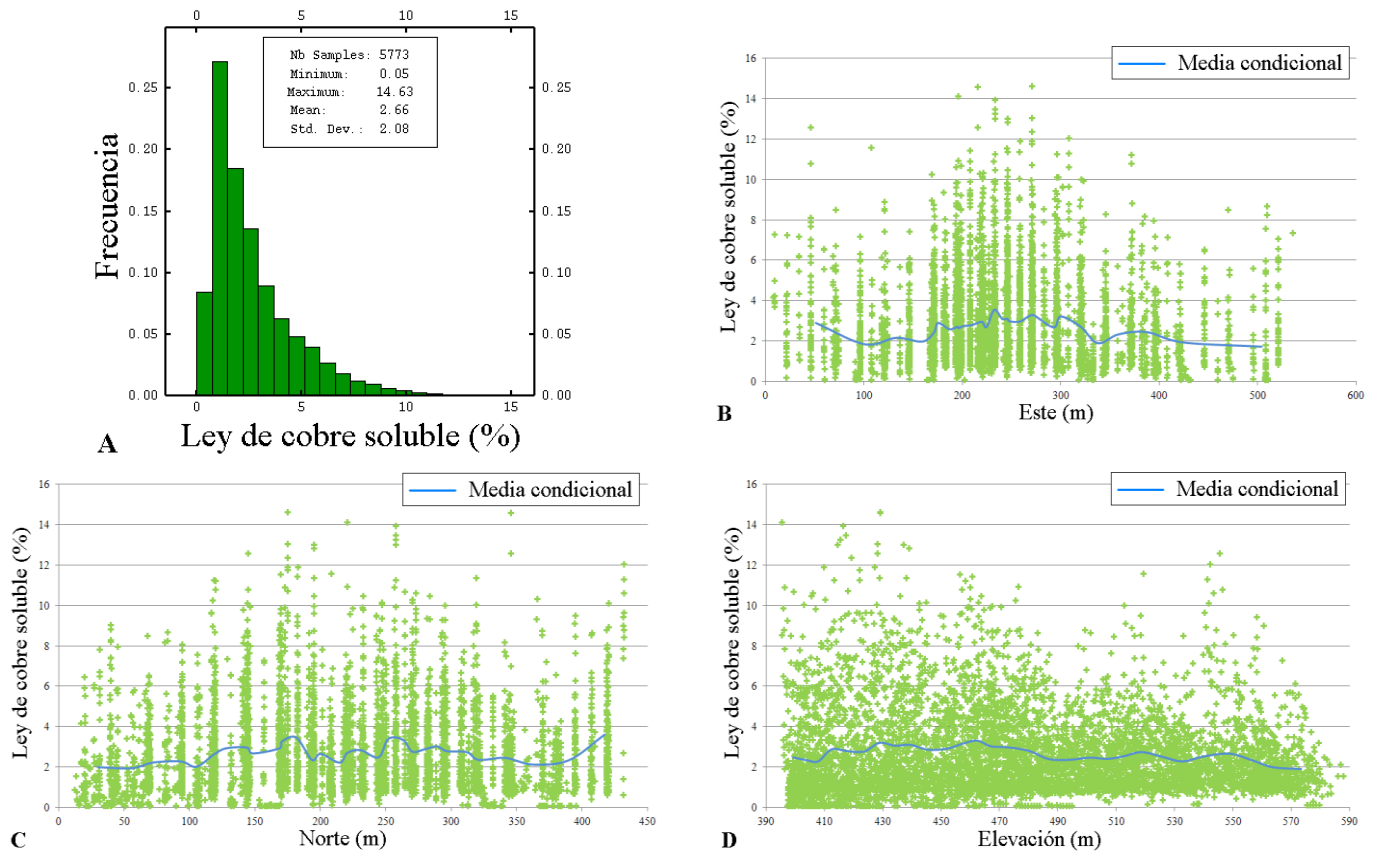 0 5 10 15
Nb Samples: 5773
Minimum: 0.05
Maximum: 14.63
Mean: 2.66
Std. Dev.: 2.08
0.25 0.25
0.20 0.20
0.15 0.15
0.10 0.10
0.05 0.05
0.00 0.00
Frecuencia
0 5 10 15
A
Ley de cobre soluble (%)
Media condicional
16
14
12
10
8
6
4
2
0
Ley de cobre soluble (%)
0 100 200 300 400 500 600
B
Este (m)
Media condicional
16
14
12
10
8
6
4
2
0
Ley de cobre soluble (%)
0 50 100 150 200 250 300 350 400 450
C
Norte (m)
Media condicional
16
14
12
10
8
6
4
2
0
Ley de cobre soluble (%)
390 410 430 450 470 490 510 530 550 570 590
D
Elevación (m)